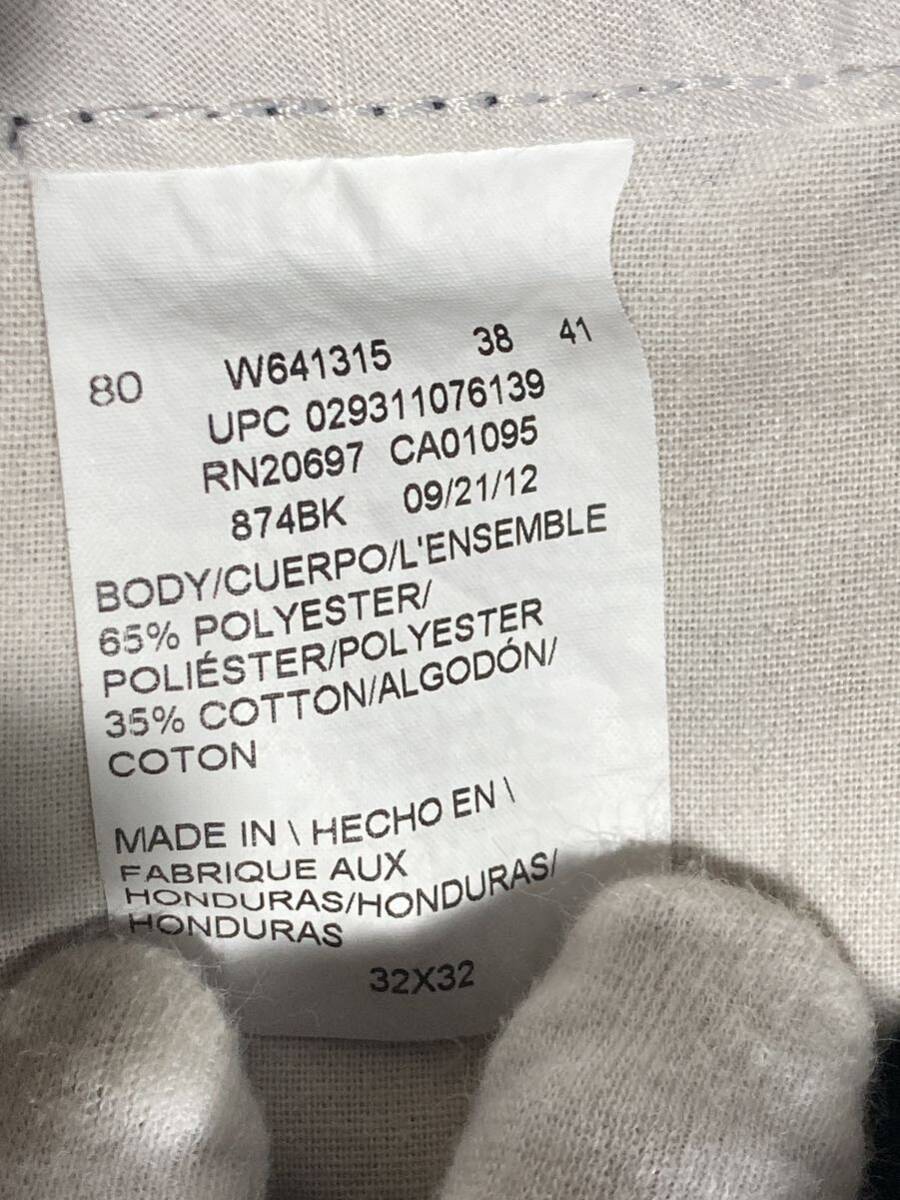 80 W641315 38 41
UPC 029311076139
RN20697 CA01095
874BK 09/21/12
BODY/CUERPO/L'ENSEMBLE
65% POLYESTER/
POLIÉSTER/POLYESTER
35% COTTON/ALGODÓN/
COTON
MADE IN \ HECHO EN \
FABRIQUE AUX
HONDURAS/HONDURAS/
HONDURAS
32X32